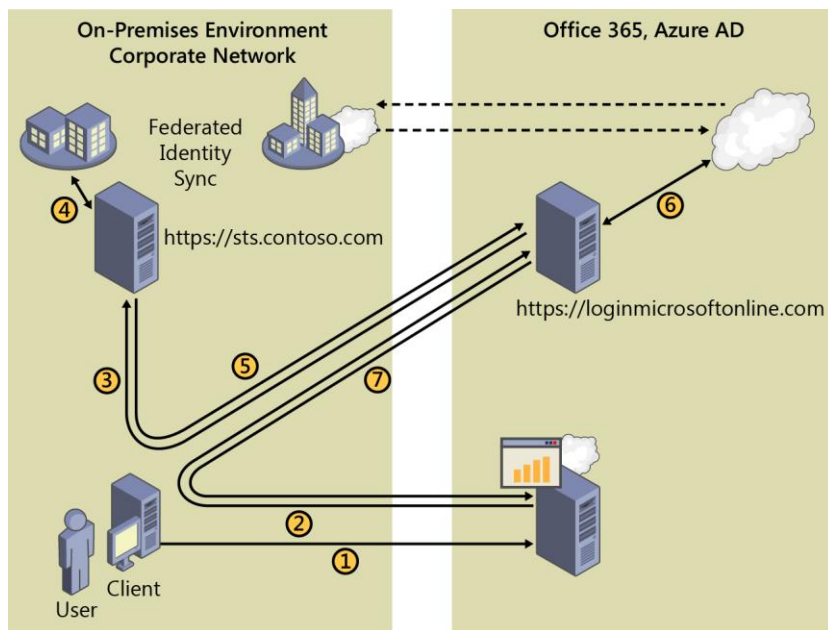 On-Premises Environment
Corporate Network
Office 365, Azure AD
Federated
Identity
Sync
4
https://sts.contoso.com
6
https://loginmicrosoftonline.com
3
5
7
2
1
Client
User